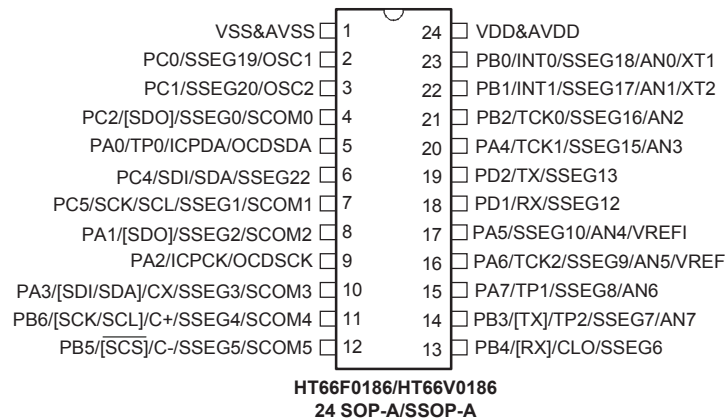 VSS&AVSS 1 24 VDD&AVDD
PC0/SSEG19/OSC1 2 23 PB0/INT0/SSEG18/AN0/XT1
PC1/SSEG20/OSC2 3 22 PB1/INT1/SSEG17/AN1/XT2
PC2/[SDO]/SSEG0/SCOM0 4 21 PB2/TCK0/SSEG16/AN2
PA0/TP0/ICPDA/OCDSDA 5 20 PA4/TCK1/SSEG15/AN3
PC4/SDI/SDA/SSEG22 6 19 PD2/TX/SSEG13
PC5/SCK/SCL/SSEG1/SCOM1 7 18 PD1/RX/SSEG12
PA1/[SDO]/SSEG2/SCOM2 8 17 PA5/SSEG10/AN4/VREFI
PA2/ICPCK/OCDSCK 9 16 PA6/TCK2/SSEG9/AN5/VREF
PA3/[SDI/SDA]/CX/SSEG3/SCOM3 10 15 PA7/TP1/SSEG8/AN6
PB6/[SCK/SCL]/C+/SSEG4/SCOM4 11 14 PB3/[TX]/TP2/SSEG7/AN7
PB5/[SCS]/C-/SSEG5/SCOM5 12 13 PB4/[RX]/CLO/SSEG6
HT66F0186/HT66V0186
24 SOP-A/SSOP-A